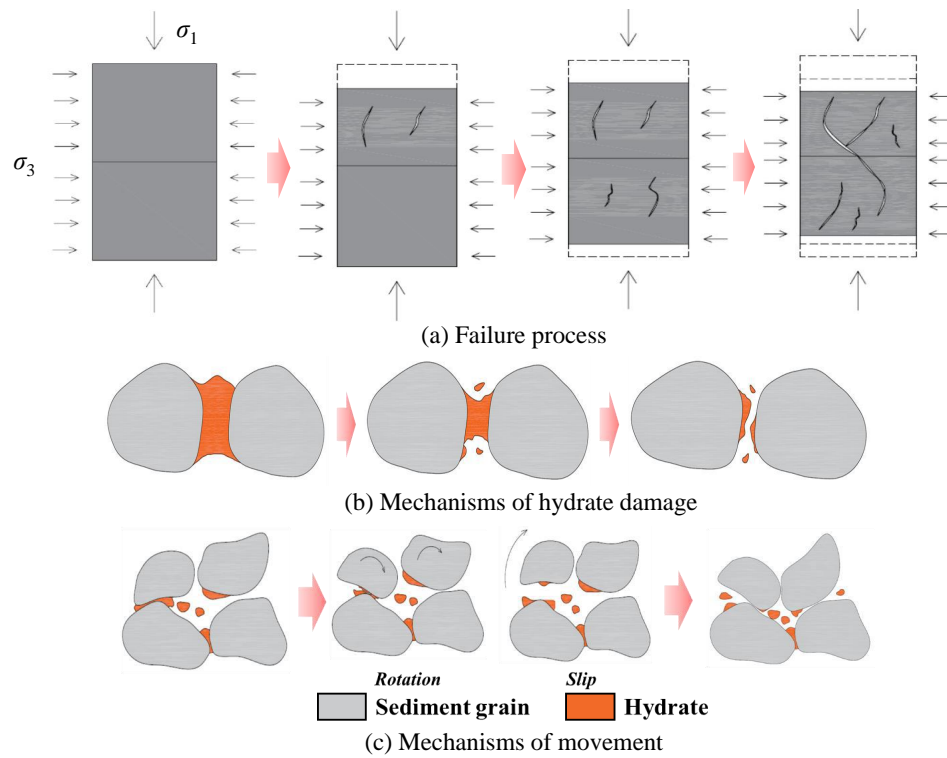 σ1
σ3
(a) Failure process
(b) Mechanisms of hydrate damage
Rotation Slip
Sediment grain Hydrate
(c) Mechanisms of movement